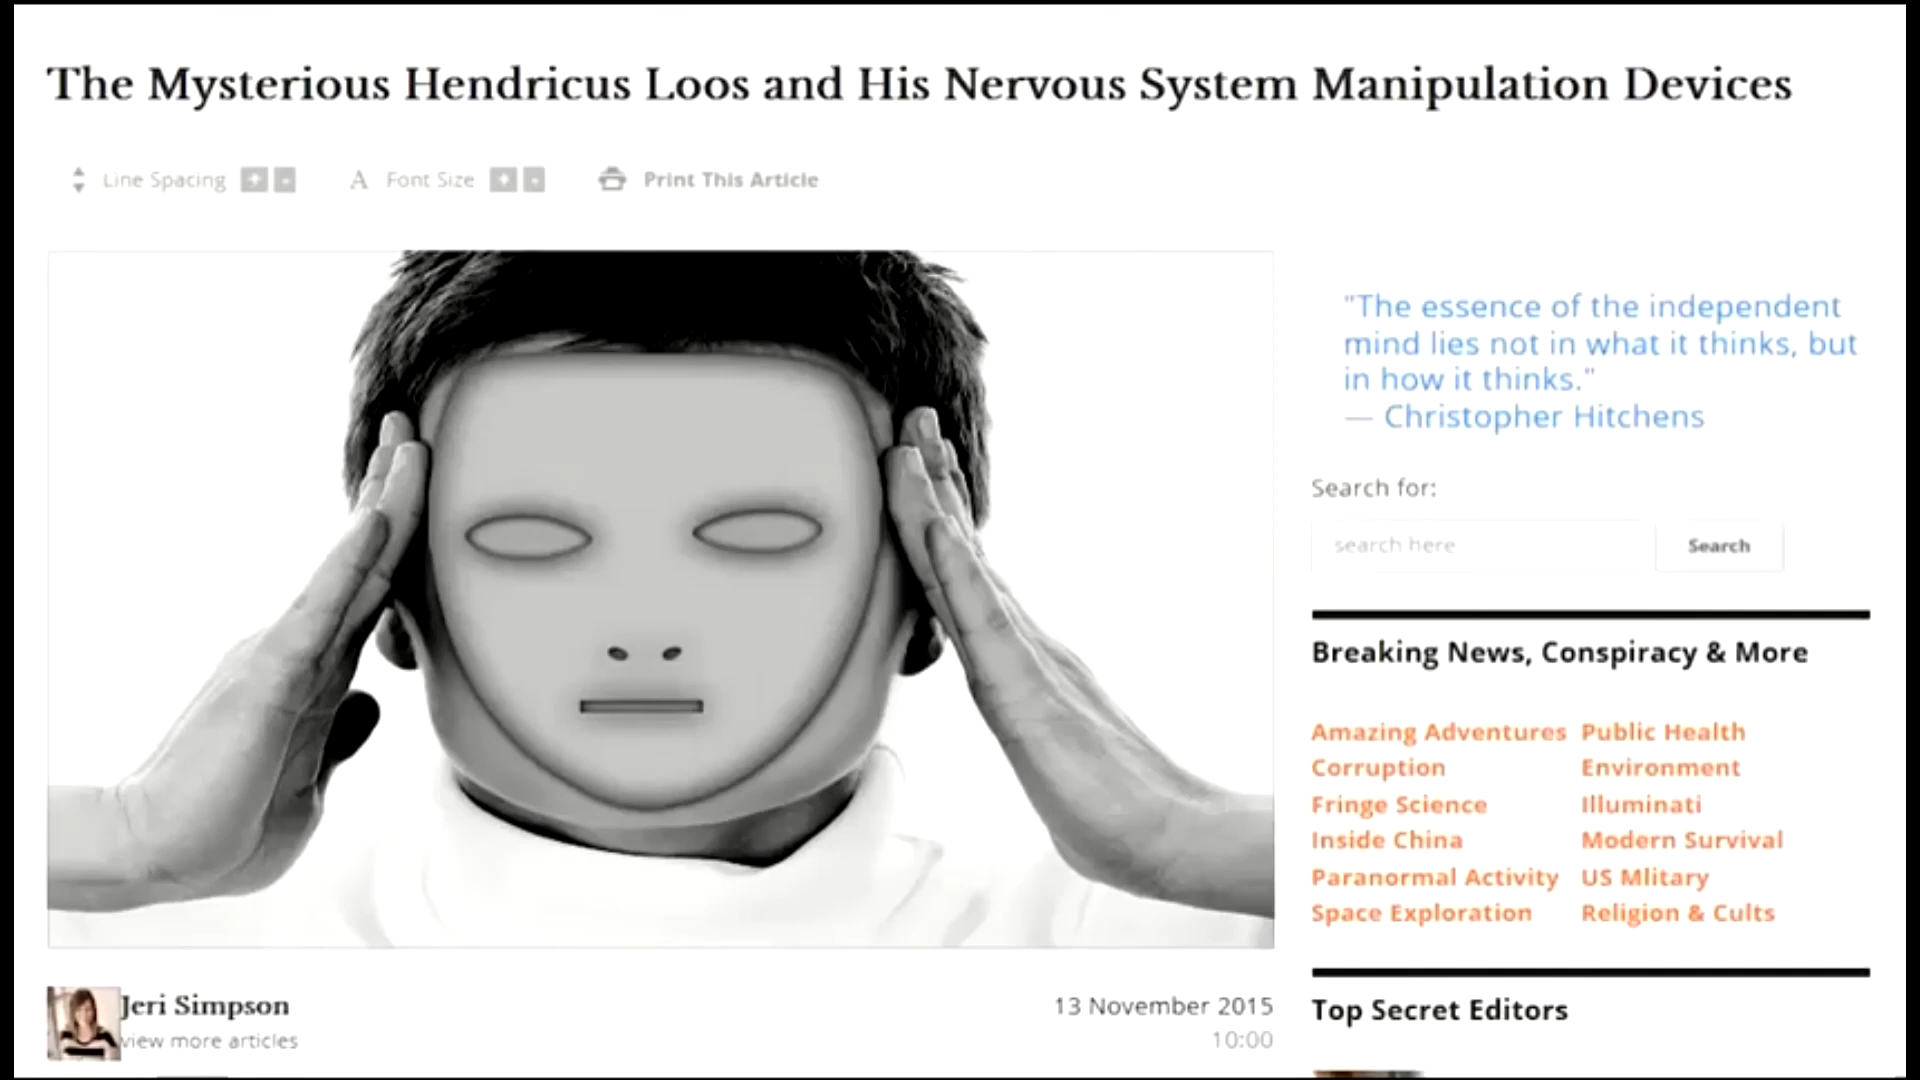 The Mysterious Hendricus Loos and His Nervous System Manipulation Devices
Line Spacing + -
A Font Size + -
Print This Article
"The essence of the independent
mind lies not in what it thinks, but
in how it thinks."
— Christopher Hitchens
Search for:
search here
Search
Breaking News, Conspiracy & More
Amazing Adventures Public Health
Corruption Environment
Fringe Science Illuminati
Inside China Modern Survival
Paranormal Activity US Mlitary
Space Exploration Religion & Cults
Jeri Simpson
view more articles
13 November 2015
10:00
Top Secret Editors